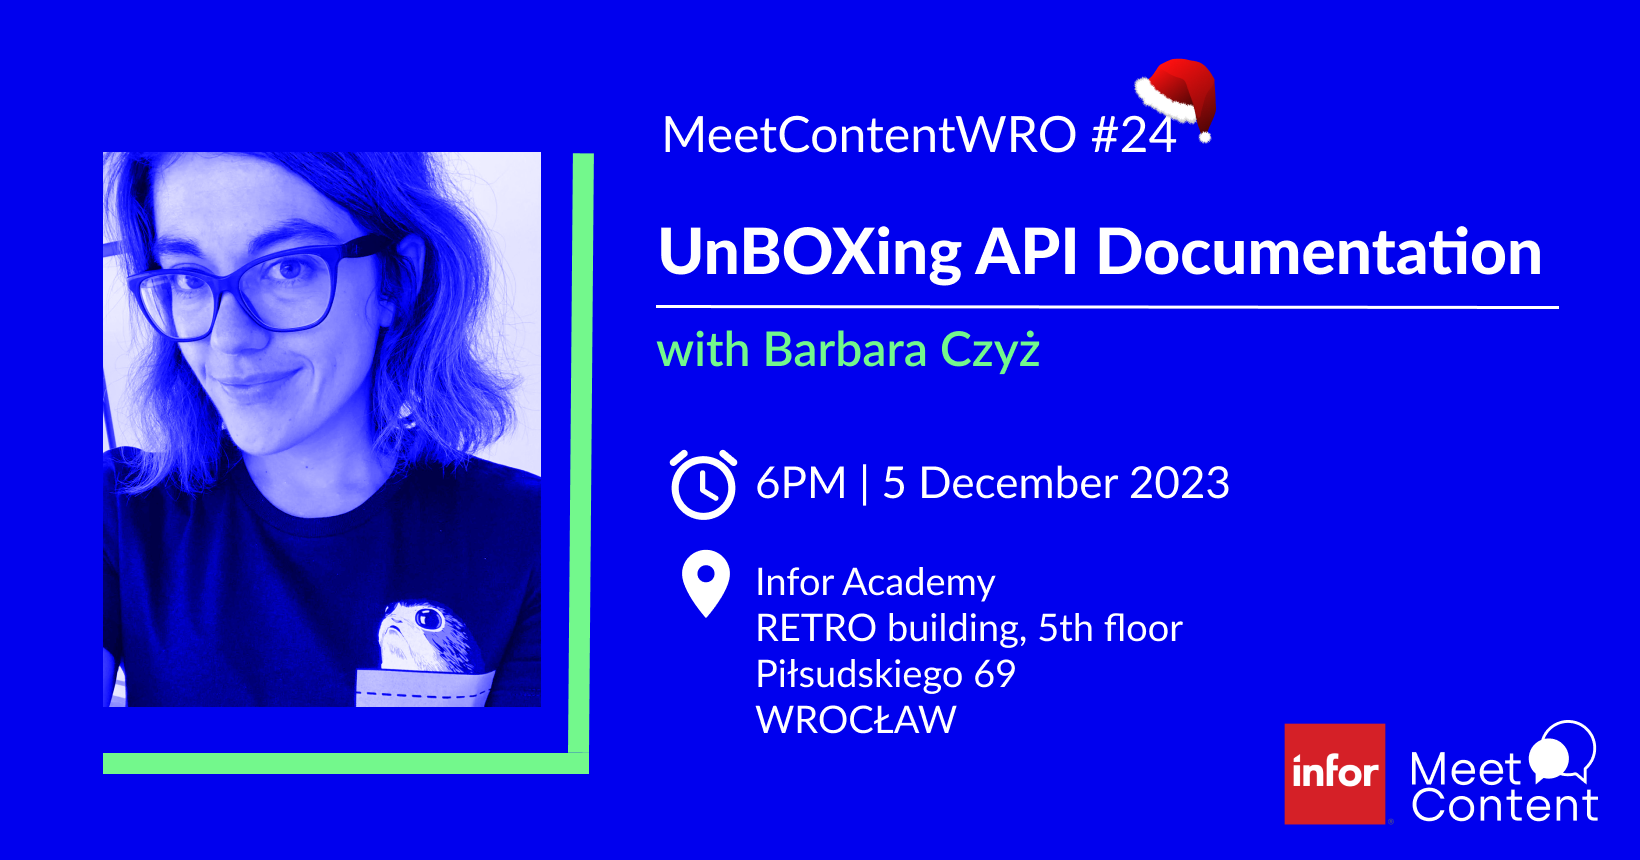 MeetContentWRO #24
UnBOXing API Documentation
with Barbara Czyż
6PM | 5 December 2023
Infor Academy
RETRO building, 5th floor
Piłsudskiego 69
WROCŁAW
infor
Meet
Content